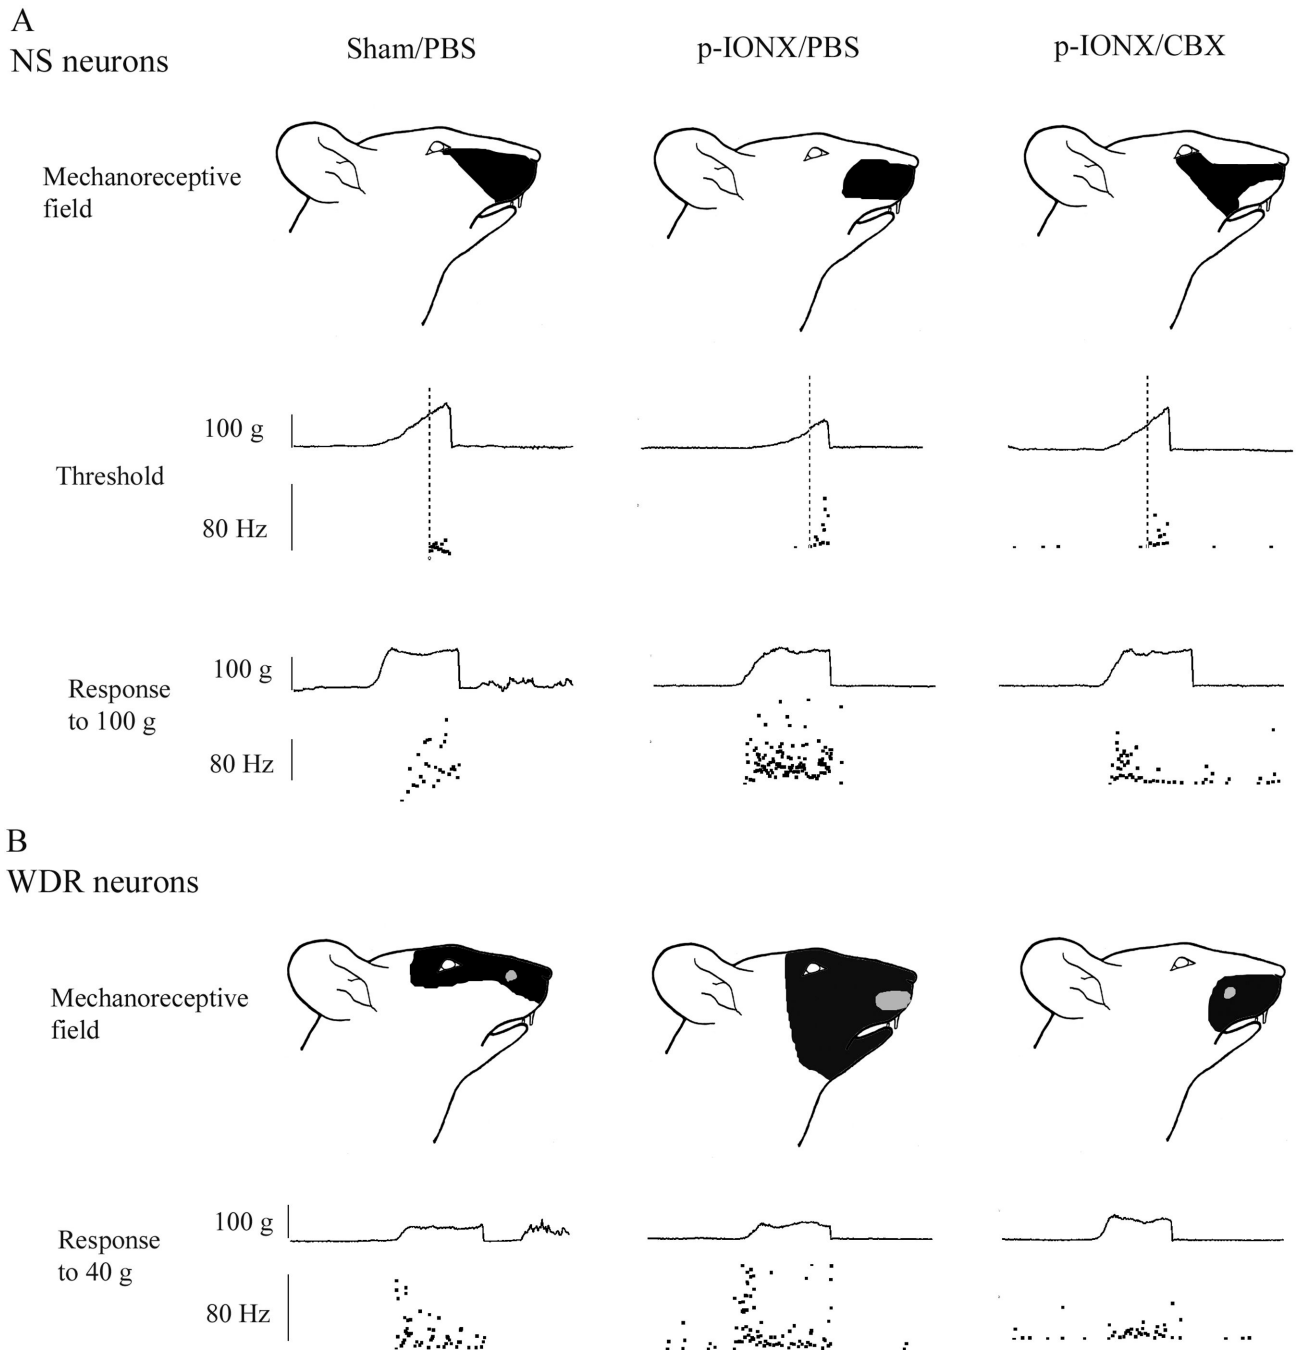 A
NS neurons
Sham/PBS
p-IONX/PBS
p-IONX/CBX
Mechanoreceptive
field
100 g
Threshold
80 Hz
100 g
Response
to 100 g
80 Hz
B
WDR neurons
Mechanoreceptive
field
100 g
Response
to 40 g
80 Hz